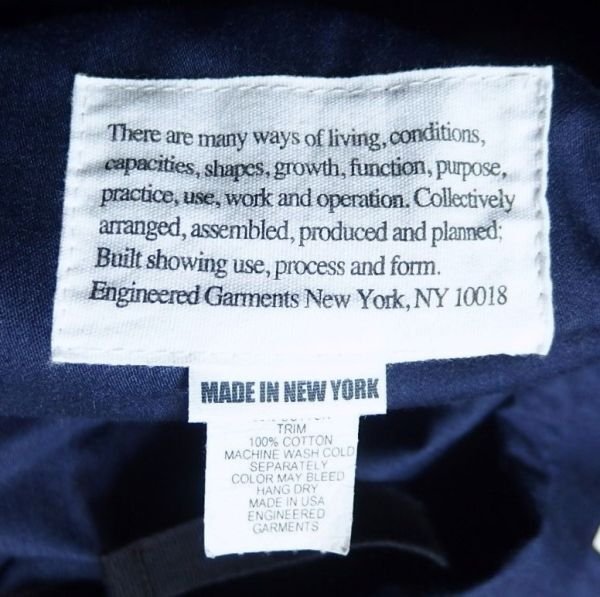 There are many ways of living, conditions,
capacities, shapes, growth, function, purpose,
practice, use, work and operation. Collectively
arranged, assembled, produced and planned;
Built showing use, process and form.
Engineered Garments New York, NY 10018
MADE IN NEW YORK
TRIM
100% COTTON
MACHINE WASH COLD
SEPARATELY
COLOR MAY BLEED
HANG DRY
MADE IN USA
ENGINEERED
GARMENTS